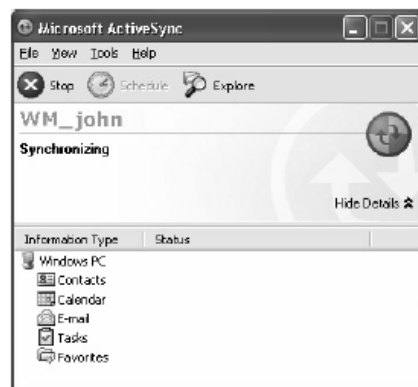 Microsoft ActiveSync
File View Tools Help
Stop Schedule Explore
WM_john
Synchronizing
Hide Details
Information Type Status
Windows PC
Contacts
Calendar
E-mail
Tasks
Favorites